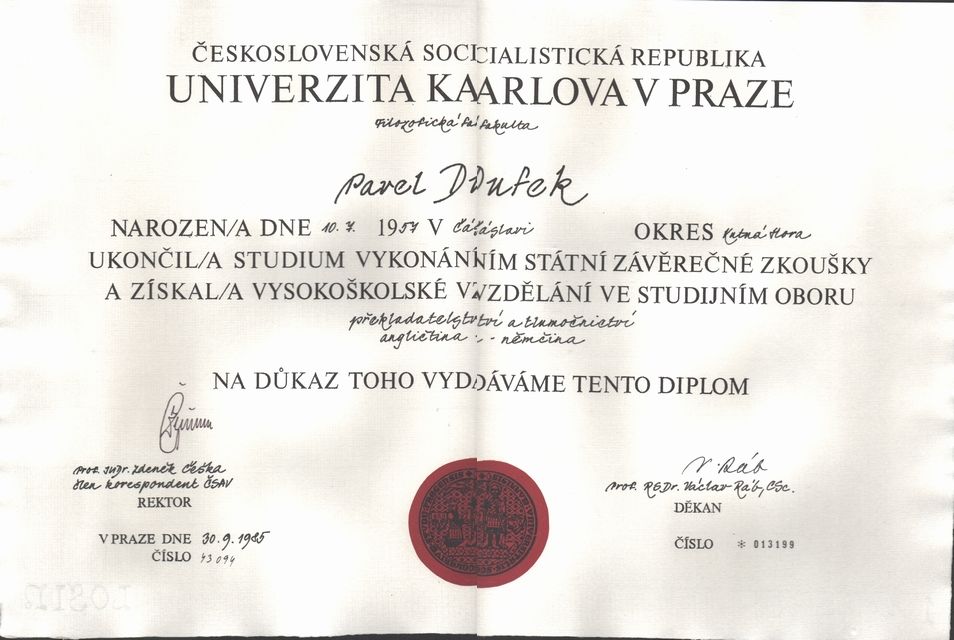 ČESKOSLOVENSKÁ SOCIALISTICKÁ REPUBLIKA
UNIVERZITA KARLOVA V PRAZE
Filozofická fakulta
Pavel Dufek
NAROZEN/A DNE 10. 7. 1957 V Čáslavi OKRES Kutná Hora
UKONČIL/A STUDIUM VYKONÁNÍM STÁTNÍ ZÁVĚREČNÉ ZKOUŠKY
A ZÍSKAL/A VYSOKOŠKOLSKÉ VZDĚLÁNÍ VE STUDIJNÍM OBORU
překladatelství a tlumočnictví
angličtina - němčina
NA DŮKAZ TOHO VYDÁVÁME TENTO DIPLOM
Prof. JUDr. Zdeněk Češka
člen korespondent ČSAV
REKTOR
V PRAZE DNE 30. 9. 1985
ČÍSLO 43 094
V. Ráb
Prof. RSDr. Václav Ráb, CSc.
DĚKAN
ČÍSLO * 013199